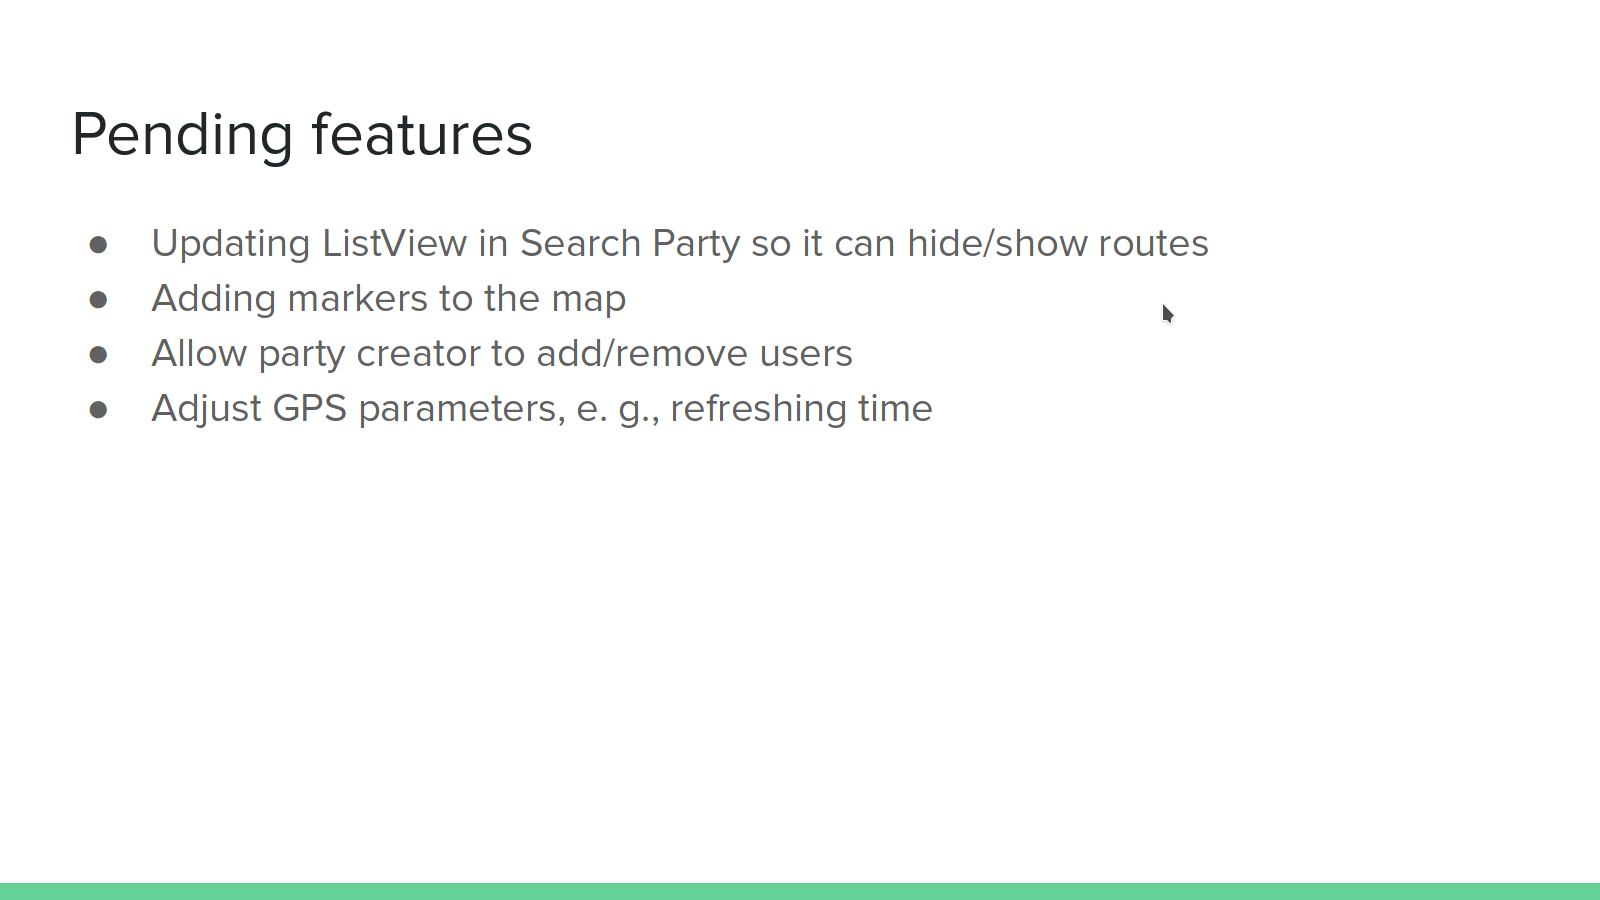 Pending features
● Updating ListView in Search Party so it can hide/show routes
● Adding markers to the map
● Allow party creator to add/remove users
● Adjust GPS parameters, e. g., refreshing time